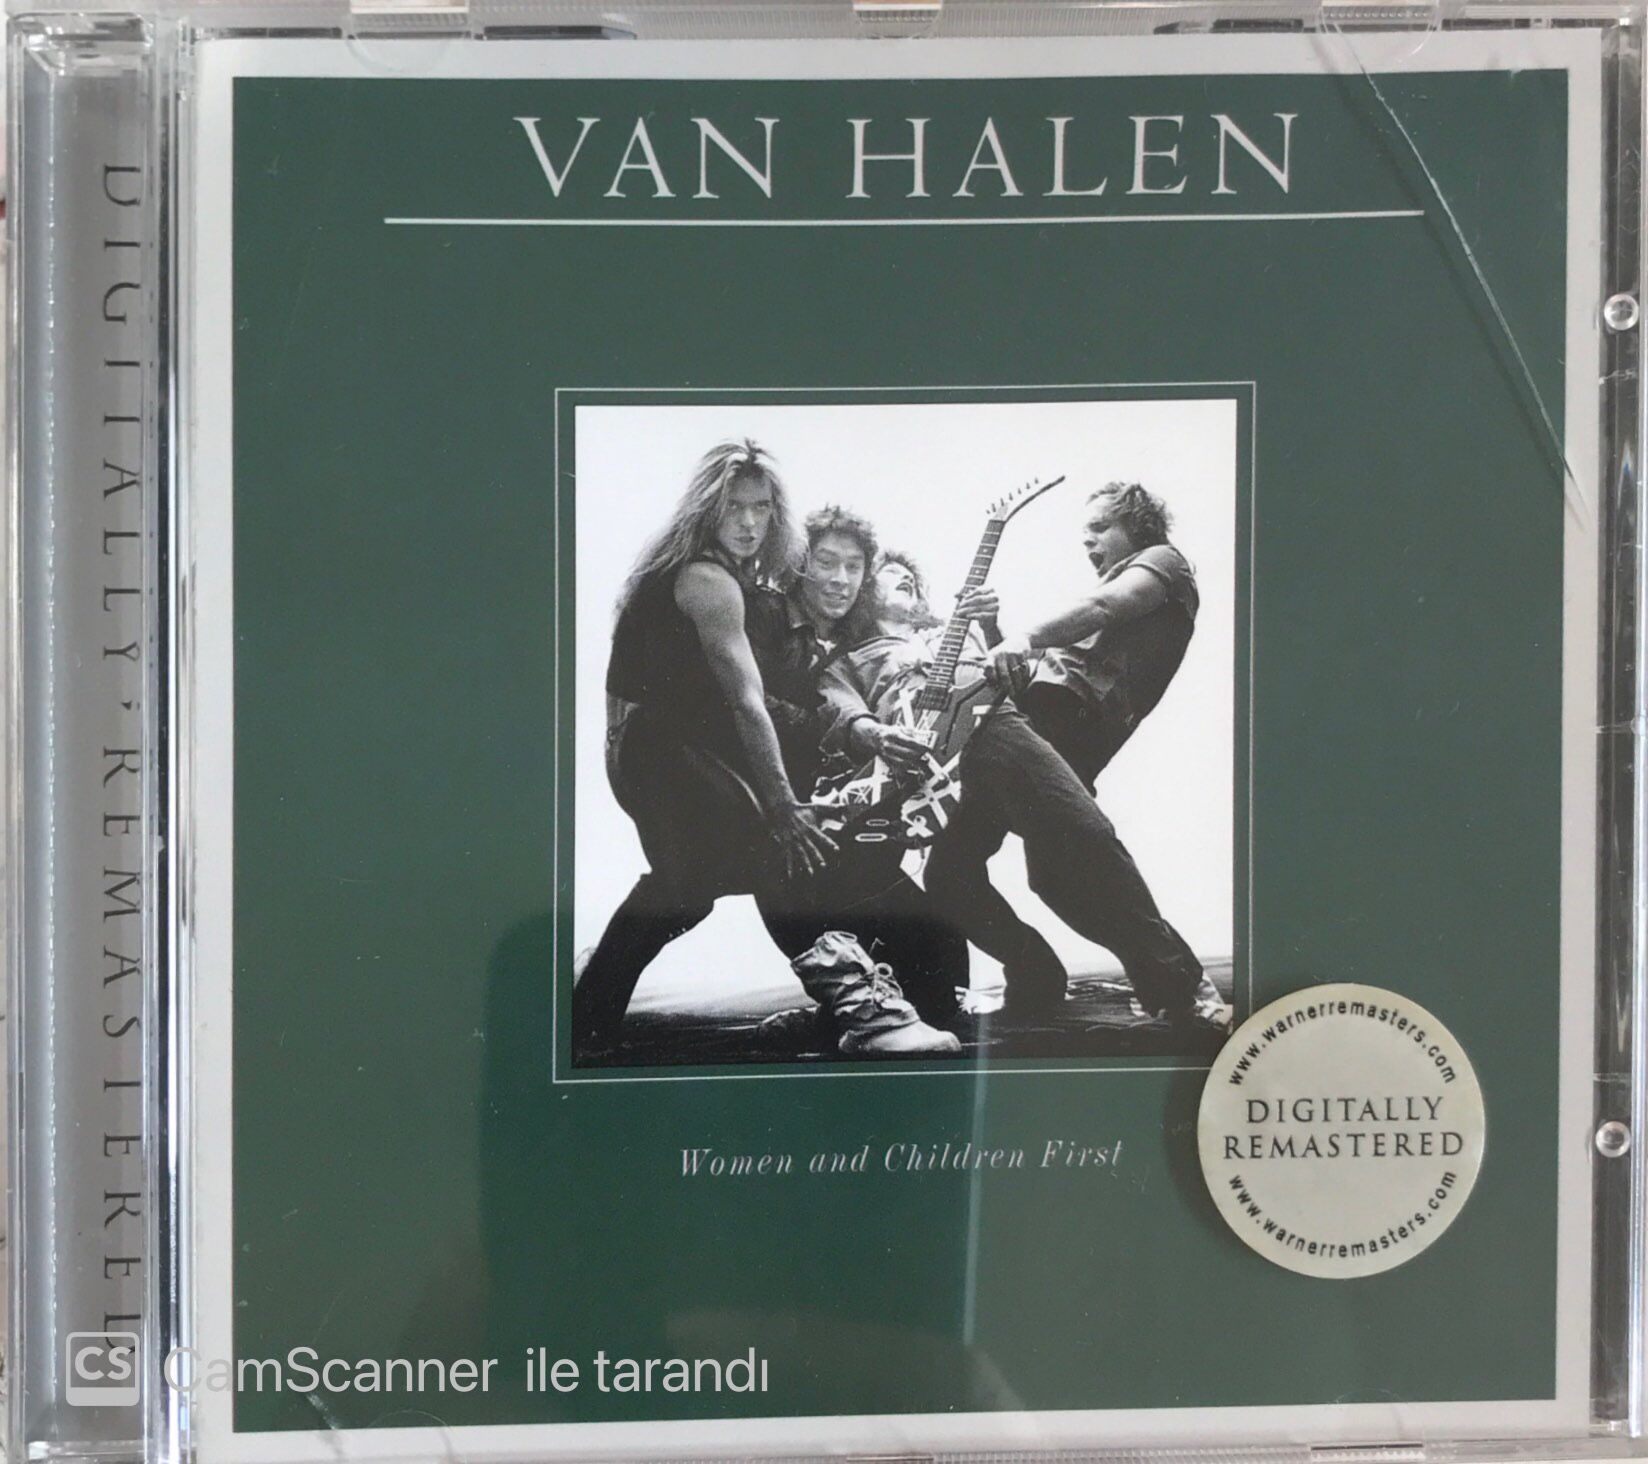 VAN HALEN
DIGITALLY REMASTERED
Women and Children First
www.warnerremasters.com
DIGITALLY
REMASTERED
www.warnerremasters.com
CS CamScanner ile tarandı